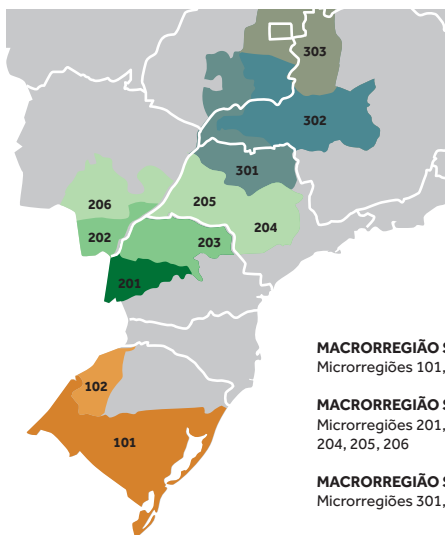 303
302
301
206
205
204
202
203
201
102
101
MACRORREGIÃO
Microrregiões 101,
MACRORREGIÃO
Microrregiões 201,
204, 205, 206
MACRORREGIÃO
Microrregiões 301,